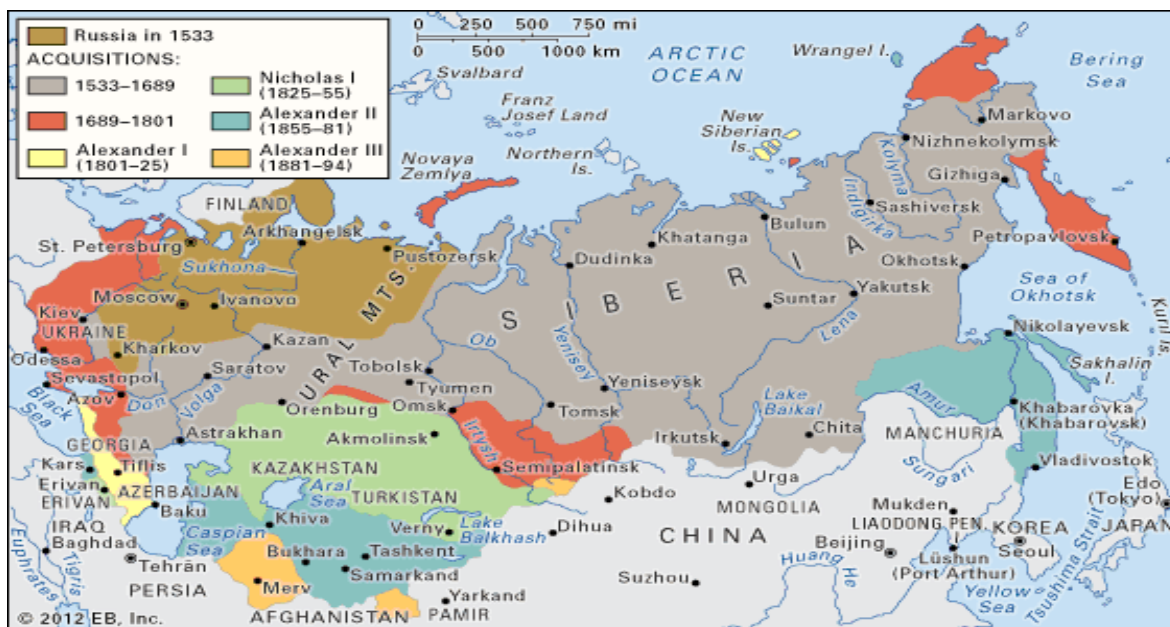 Russia in 1533
ACQUISITIONS:
1533–1689
1689–1801
Alexander I
(1801–25)
Nicholas I
(1825–55)
Alexander II
(1855–81)
Alexander III
(1881–94)
0 250 500 750 mi
0 500 1000 km
ARCTIC
OCEAN
Wrangel I.
Bering
Sea
Svalbard
Franz
Josef Land
New
Siberian
Is.
Northern
Is.
Novaya
Zemlya
Markovo
Nizhnekolymsk
Kolyma
Gizhiga
Indigirka
Sashiversk
FINLAND
St. Petersburg
Arkhangelsk
Pustozersk
Sukhona
Khatanga
Bulun
Dudinka
Petropavlovsk
Okhotsk
Sea of
Okhotsk
Kuril Is.
Moscow
Ivanovo
URAL MTS.
SIBERIA
Suntar
Yakutsk
Lena
Kiev
UKRAINE
Kharkov
Kazan
Ob
Yenisey
Nikolayevsk
Sakhalin
I.
Odessa
Sevastopol
Saratov
Tobolsk
Tyumen
Yeniseysk
Black
Sea
Azov
Don
Volga
Orenburg
Omsk
Tomsk
Lake
Baikal
Amur
Khabarovka
(Khabarovsk)
Astrakhan
Akmolinsk
Irtysh
Irkutsk
Chita
MANCHURIA
GEORGIA
Kars
Tiflis
KAZAKHSTAN
Semipalatinsk
Sungari
Vladivostok
Erivan
ERIVAN
AZERBAIJAN
Aral
Sea
TURKISTAN
Kobdo
Urga
MONGOLIA
Mukden
Edo
(Tokyo)
Baku
Khiva
Verny
Lake
Balkhash
Dihua
CHINA
LIAODONG PEN.
KOREA
JAPAN
IRAQ
Baghdad
Caspian
Sea
Bukhara
Tashkent
Beijing
Lüshun
(Port Arthur)
Seoul
Tsushima Strait
Euphrates
Tigris
Tehrān
Samarkand
Suzhou
Huang
He
Yellow
Sea
PERSIA
Merv
Yarkand
AFGHANISTAN
PAMIR
© 2012 EB, Inc.